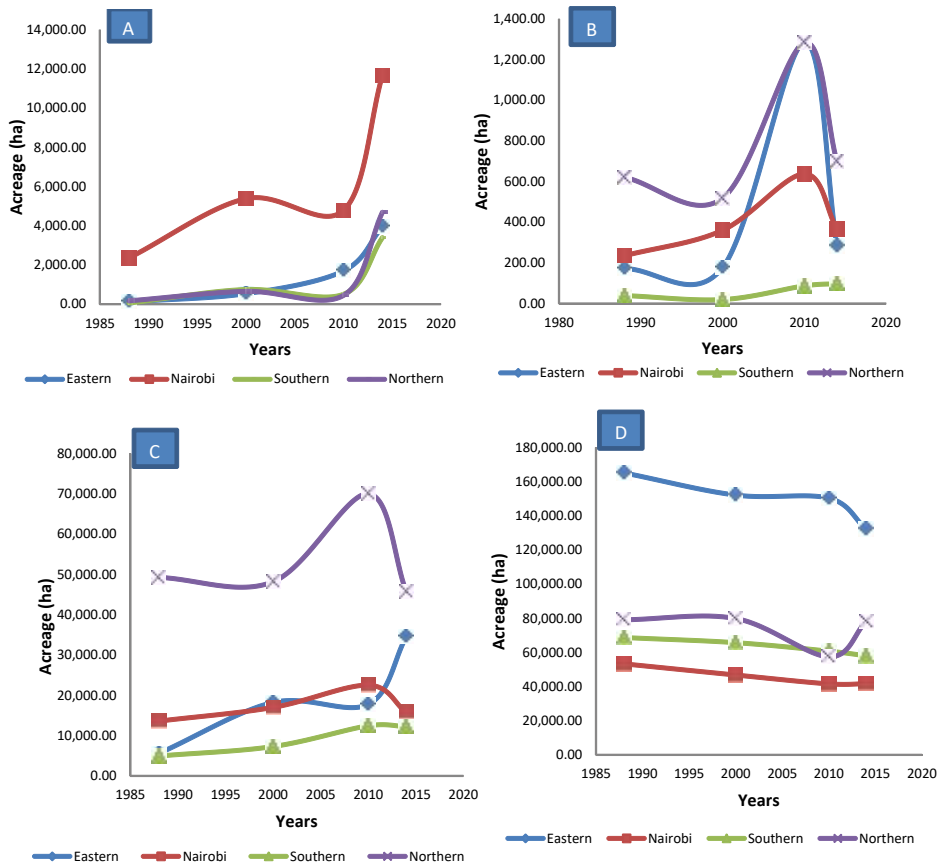 A
14,000.00
12,000.00
10,000.00
8,000.00
6,000.00
4,000.00
2,000.00
0.00
Acreage (ha)
1985 1990 1995 2000 2005 2010 2015 2020
Years
Eastern Nairobi Southern Northern
B
1,400.00
1,200.00
1,000.00
800.00
600.00
400.00
200.00
0.00
Acreage (ha)
1980 1990 2000 2010 2020
Years
Eastern Nairobi Southern Northern
C
80,000.00
70,000.00
60,000.00
50,000.00
40,000.00
30,000.00
20,000.00
10,000.00
0.00
Acreage (ha)
1985 1990 1995 2000 2005 2010 2015 2020
Years
Eastern Nairobi Southern Northern
D
180,000.00
160,000.00
140,000.00
120,000.00
100,000.00
80,000.00
60,000.00
40,000.00
20,000.00
0.00
Acreage (ha)
1985 1990 1995 2000 2005 2010 2015 2020
Years
Eastern Nairobi Southern Northern